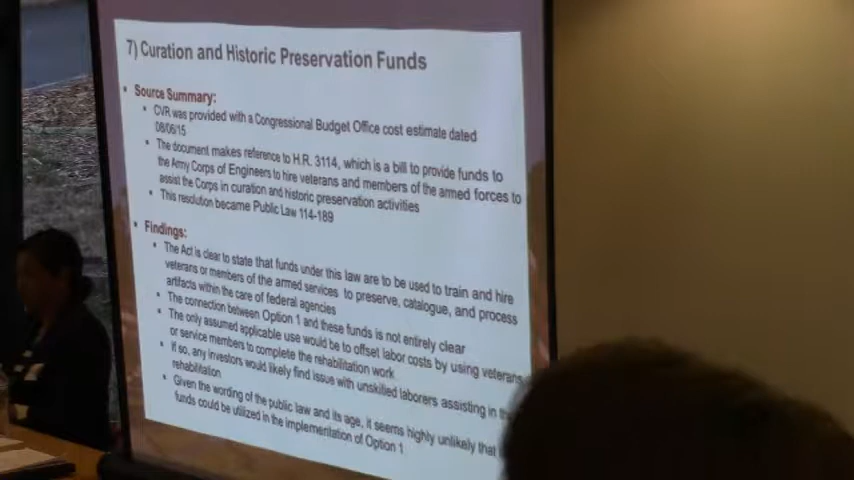 7) Curation and Historic Preservation Funds
• Source Summary:
• CVR was provided with a Congressional Budget Office cost estimate dated
08/06/15
• The document makes reference to H.R. 3114, which is a bill to provide funds to
the Army Corps of Engineers to hire veterans and members of the armed forces to
assist the Corps in curation and historic preservation activities
• This resolution became Public Law 114-189
• Findings:
• The Act is clear to state that funds under this law are to be used to train and hire
veterans or members of the armed services to preserve, catalogue, and process
artifacts within the care of federal agencies
• The connection between Option 1 and these funds is not entirely clear
• The only assumed applicable use would be to offset labor costs by using veterans
or service members to complete the rehabilitation work
• If so, any investors would likely find issue with unskilled laborers assisting in
rehabilitation
• Given the wording of the public law and its age, it seems highly unlikely that
funds could be utilized in the implementation of Option 1